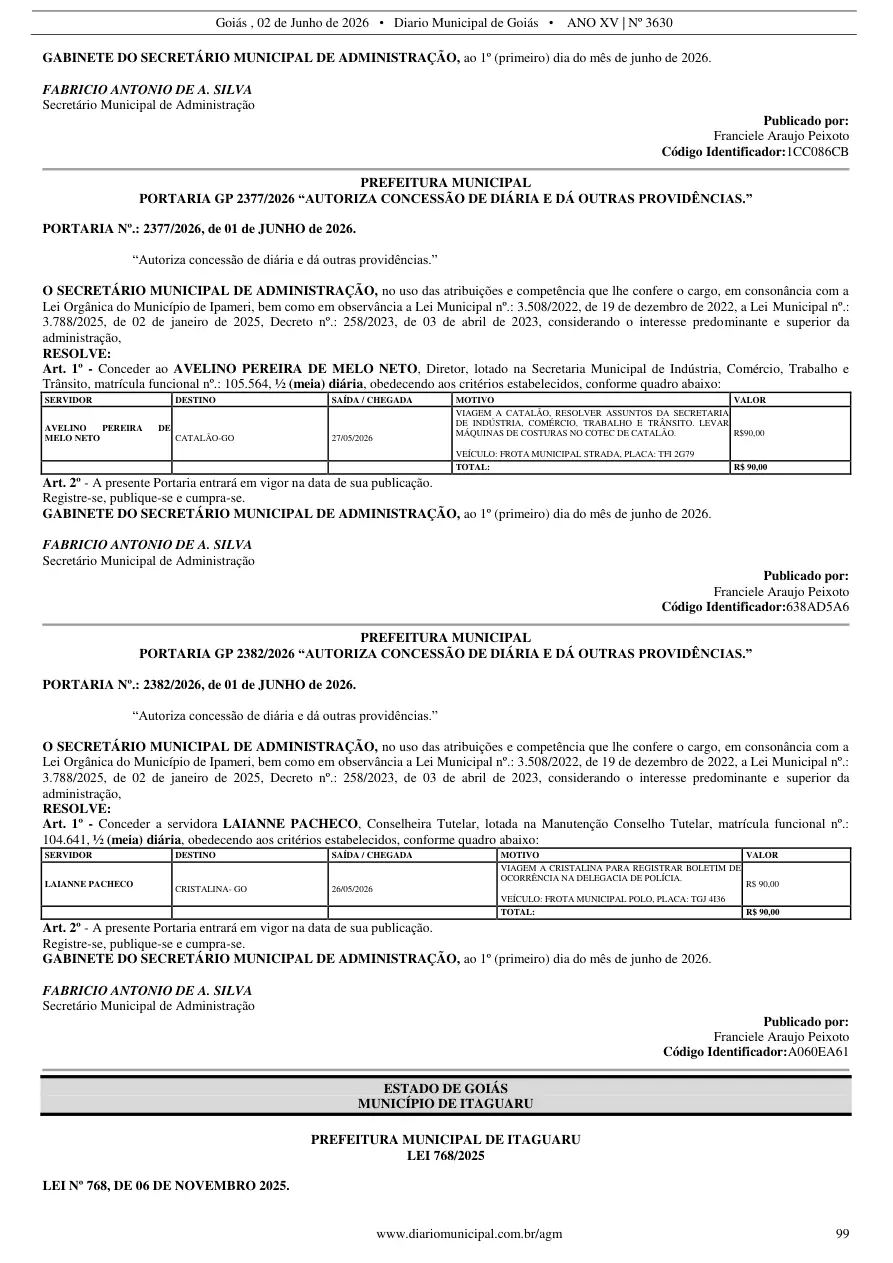 Goiás , 02 de Junho de 2026 • Diario Municipal de Goiás • ANO XV | Nº 3630
GABINETE DO SECRETÁRIO MUNICIPAL DE ADMINISTRAÇÃO, ao 1º (primeiro) dia do mês de junho de 2026.
FABRICIO ANTONIO DE A. SILVA
Secretário Municipal de Administração
Publicado por:
Franciele Araujo Peixoto
Código Identificador:1CC086CB
PREFEITURA MUNICIPAL
PORTARIA GP 2377/2026 “AUTORIZA CONCESSÃO DE DIÁRIA E DÁ OUTRAS PROVIDÊNCIAS.”
PORTARIA Nº.: 2377/2026, de 01 de JUNHO de 2026.
“Autoriza concessão de diária e dá outras providências.”
O SECRETÁRIO MUNICIPAL DE ADMINISTRAÇÃO, no uso das atribuições e competência que lhe confere o cargo, em consonância com a
Lei Orgânica do Município de Ipameri, bem como em observância a Lei Municipal nº.: 3.508/2022, de 19 de dezembro de 2022, a Lei Municipal nº.:
3.788/2025, de 02 de janeiro de 2025, Decreto nº.: 258/2023, de 03 de abril de 2023, considerando o interesse predominante e superior da
administração,
RESOLVE:
Art. 1º - Conceder ao AVELINO PEREIRA DE MELO NETO, Diretor, lotado na Secretaria Municipal de Indústria, Comércio, Trabalho e
Trânsito, matrícula funcional nº.: 105.564, ½ (meia) diária, obedecendo aos critérios estabelecidos, conforme quadro abaixo:
SERVIDOR DESTINO SAÍDA / CHEGADA MOTIVO VALOR
AVELINO PEREIRA DE
MELO NETO
CATALÃO-GO
27/05/2026
VIAGEM A CATALÃO, RESOLVER ASSUNTOS DA SECRETARIA
DE INDÚSTRIA, COMÉRCIO, TRABALHO E TRÂNSITO. LEVAR
MÁQUINAS DE COSTURAS NO COTEC DE CATALÃO.
VEÍCULO: FROTA MUNICIPAL STRADA, PLACA: TFI 2G79
R$90,00
TOTAL: R$ 90,00
Art. 2º - A presente Portaria entrará em vigor na data de sua publicação.
Registre-se, publique-se e cumpra-se.
GABINETE DO SECRETÁRIO MUNICIPAL DE ADMINISTRAÇÃO, ao 1º (primeiro) dia do mês de junho de 2026.
FABRICIO ANTONIO DE A. SILVA
Secretário Municipal de Administração
Publicado por:
Franciele Araujo Peixoto
Código Identificador:638AD5A6
PREFEITURA MUNICIPAL
PORTARIA GP 2382/2026 “AUTORIZA CONCESSÃO DE DIÁRIA E DÁ OUTRAS PROVIDÊNCIAS.”
PORTARIA Nº.: 2382/2026, de 01 de JUNHO de 2026.
“Autoriza concessão de diária e dá outras providências.”
O SECRETÁRIO MUNICIPAL DE ADMINISTRAÇÃO, no uso das atribuições e competência que lhe confere o cargo, em consonância com a
Lei Orgânica do Município de Ipameri, bem como em observância a Lei Municipal nº.: 3.508/2022, de 19 de dezembro de 2022, a Lei Municipal nº.:
3.788/2025, de 02 de janeiro de 2025, Decreto nº.: 258/2023, de 03 de abril de 2023, considerando o interesse predominante e superior da
administração,
RESOLVE:
Art. 1º - Conceder a servidora LAIANNE PACHECO, Conselheira Tutelar, lotada na Manutenção Conselho Tutelar, matrícula funcional nº.:
104.641, ½ (meia) diária, obedecendo aos critérios estabelecidos, conforme quadro abaixo:
SERVIDOR DESTINO SAÍDA / CHEGADA MOTIVO VALOR
LAIANNE PACHECO
CRISTALINA- GO
26/05/2026
VIAGEM A CRISTALINA PARA REGISTRAR BOLETIM DE
OCORRÊNCIA NA DELEGACIA DE POLÍCIA.
VEÍCULO: FROTA MUNICIPAL POLO, PLACA: TGJ 4I36
R$ 90,00
TOTAL: R$ 90,00
Art. 2º - A presente Portaria entrará em vigor na data de sua publicação.
Registre-se, publique-se e cumpra-se.
GABINETE DO SECRETÁRIO MUNICIPAL DE ADMINISTRAÇÃO, ao 1º (primeiro) dia do mês de junho de 2026.
FABRICIO ANTONIO DE A. SILVA
Secretário Municipal de Administração
Publicado por:
Franciele Araujo Peixoto
Código Identificador:A060EA61
ESTADO DE GOIÁS
MUNICÍPIO DE ITAGUARU
PREFEITURA MUNICIPAL DE ITAGUARU
LEI 768/2025
LEI Nº 768, DE 06 DE NOVEMBRO 2025.
www.diariomunicipal.com.br/agm 99